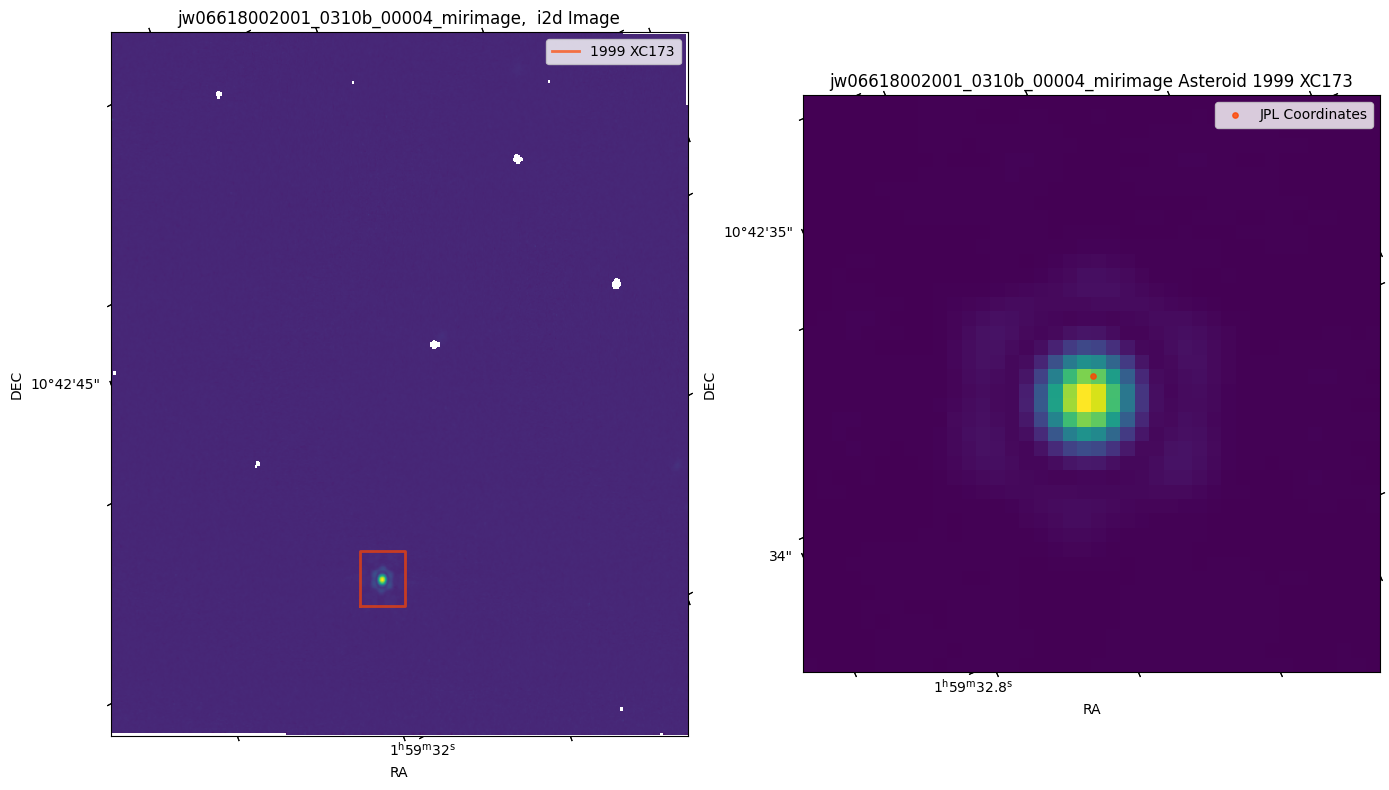 jw06618002001_0310b_00004_mirimage,  i2d Image
1999 XC173
DEC
10°42'45"
1ʰ59ᵐ32ˢ
RA
jw06618002001_0310b_00004_mirimage Asteroid 1999 XC173
JPL Coordinates
10°42'35"
DEC
34"
1ʰ59ᵐ32.8ˢ
RA